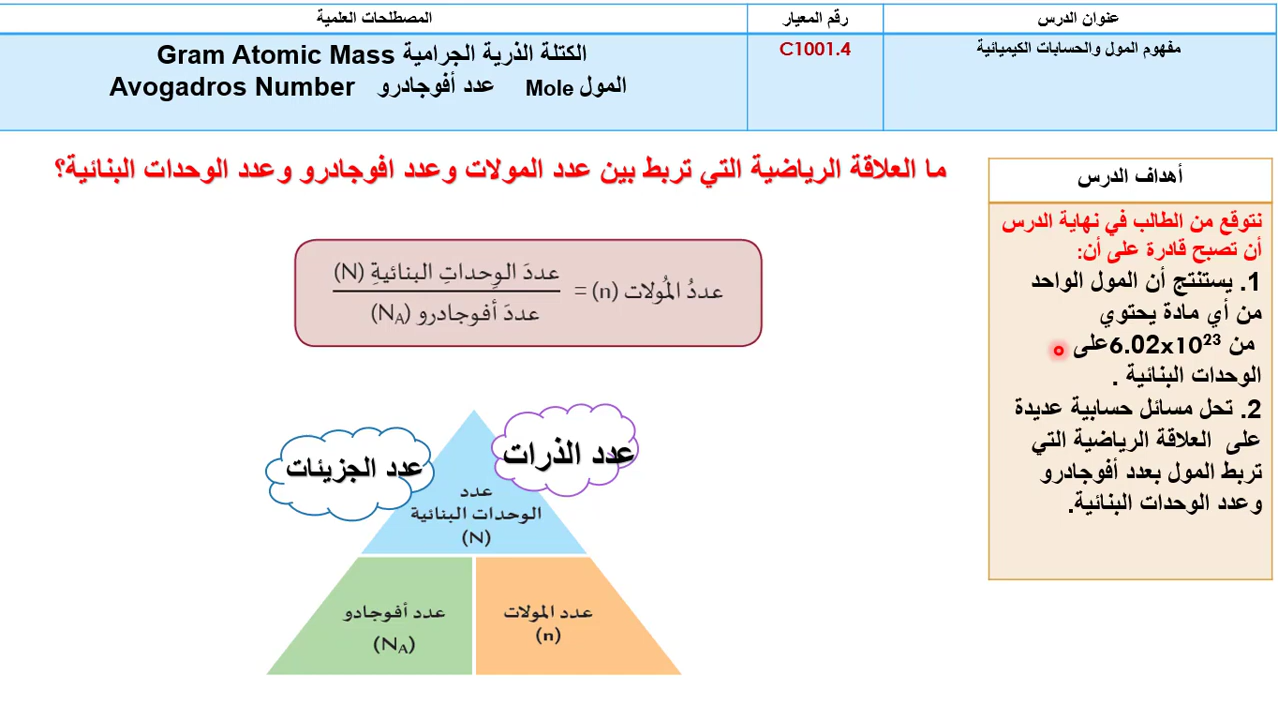 عنوان الدرس
رقم المعيار
المصطلحات العلمية
مفهوم المول والحسابات الكيميائية
C1001.4
الكتلة الذرية الجرامية Gram Atomic Mass
المول Mole عدد أفوجادرو Avogadros Number
ما العلاقة الرياضية التي تربط بين عدد المولات وعدد افوجادرو وعدد الوحدات البنائية؟
أهداف الدرس
نتوقع من الطالب في نهاية الدرس
أن تصبح قادرة على أن:
1. يستنتج أن المول الواحد
من أي مادة يحتوي
من 6.02x10²³على
الوحدات البنائية .
2. تحل مسائل حسابية عديدة
على العلاقة الرياضية التي
تربط المول بعدد أفوجادرو
وعدد الوحدات البنائية.
عددُ المُولات (n) =
عددَ الوِحداتِ البنائيةِ (N)
عددَ أفوجادرو (N_A)
عدد الذرات
عدد الجزيئات
عدد
الوحدات البنائية
(N)
عدد المولات
(n)
عدد أفوجادو
(N_A)